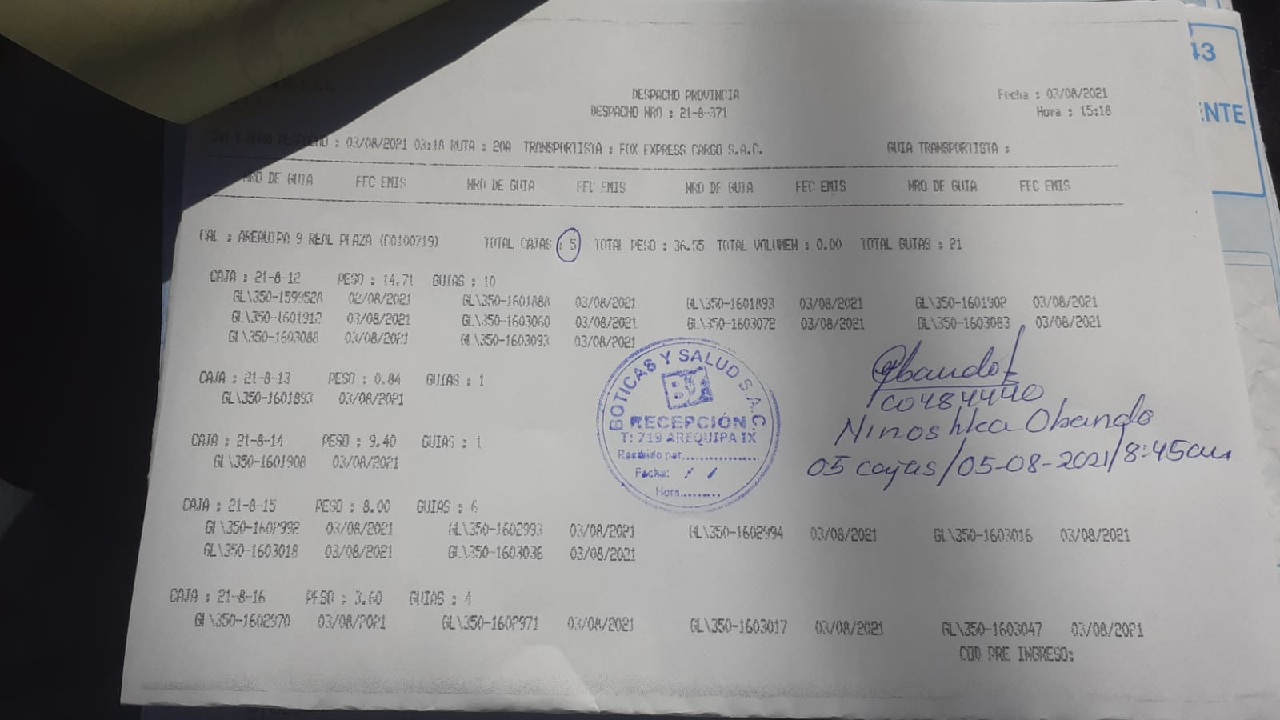 43
ENTE
DESPACHO PROVINCIA
Fecha : 03/08/2021
DESPACHO NRO : 21-8-371
Hora : 15:18
: 03/08/2021 03:18 RUTA : 20A TRANSPORTISTA : FOX EXPRESS CARGO S.A.C. GUIA TRANSPORTISTA :
NRO DE GUIA FEC EMIS NRO DE GUIA FEC EMIS NRO DE GUIA FEC EMIS NRO DE GUIA FEC EMIS
CAL : AREQUIPA 9 REAL PLAZA (C0100719) TOTAL CAJAS : 5 TOTAL PESO : 36.55 TOTAL VOLUMEN : 0.00 TOTAL GUIAS : 21
CAJA : 21-8-12 PESO : 14.71 GUIAS : 10
GL\350-1599528 02/08/2021 GL\350-1601888 03/08/2021 GL\350-1601893 03/08/2021 GL\350-1601902 03/08/2021
GL\350-1601912 03/08/2021 GL\350-1603060 03/08/2021 GL\350-1603072 03/08/2021 GL\350-1603083 03/08/2021
GL\350-1603088 03/08/2021 GL\350-1603093 03/08/2021
CAJA : 21-8-13 PESO : 0.84 GUIAS : 1
GL\350-1601893 03/08/2021
CAJA : 21-8-14 PESO : 9.40 GUIAS : 1
GL\350-1601908 03/08/2021
CAJA : 21-8-15 PESO : 8.00 GUIAS : 6
GL\350-1602992 03/08/2021 GL\350-1602993 03/08/2021 GL\350-1602994 03/08/2021 GL\350-1603016 03/08/2021
GL\350-1603018 03/08/2021 GL\350-1603036 03/08/2021
CAJA : 21-8-16 PESO : 3.60 GUIAS : 4
GL\350-1602970 03/08/2021 GL\350-1602971 03/08/2021 GL\350-1603017 03/08/2021 GL\350-1603047 03/08/2021
COD PRE INGRESO:
BOTICAS Y SALUD S.A.C
RECEPCIÓN
T: 719 AREQUIPA IX
Recibido por
Fecha: / /
Hora
Obando
C0484440
Ninoshka Obando
05 cajas/05-08-2021/8:45am